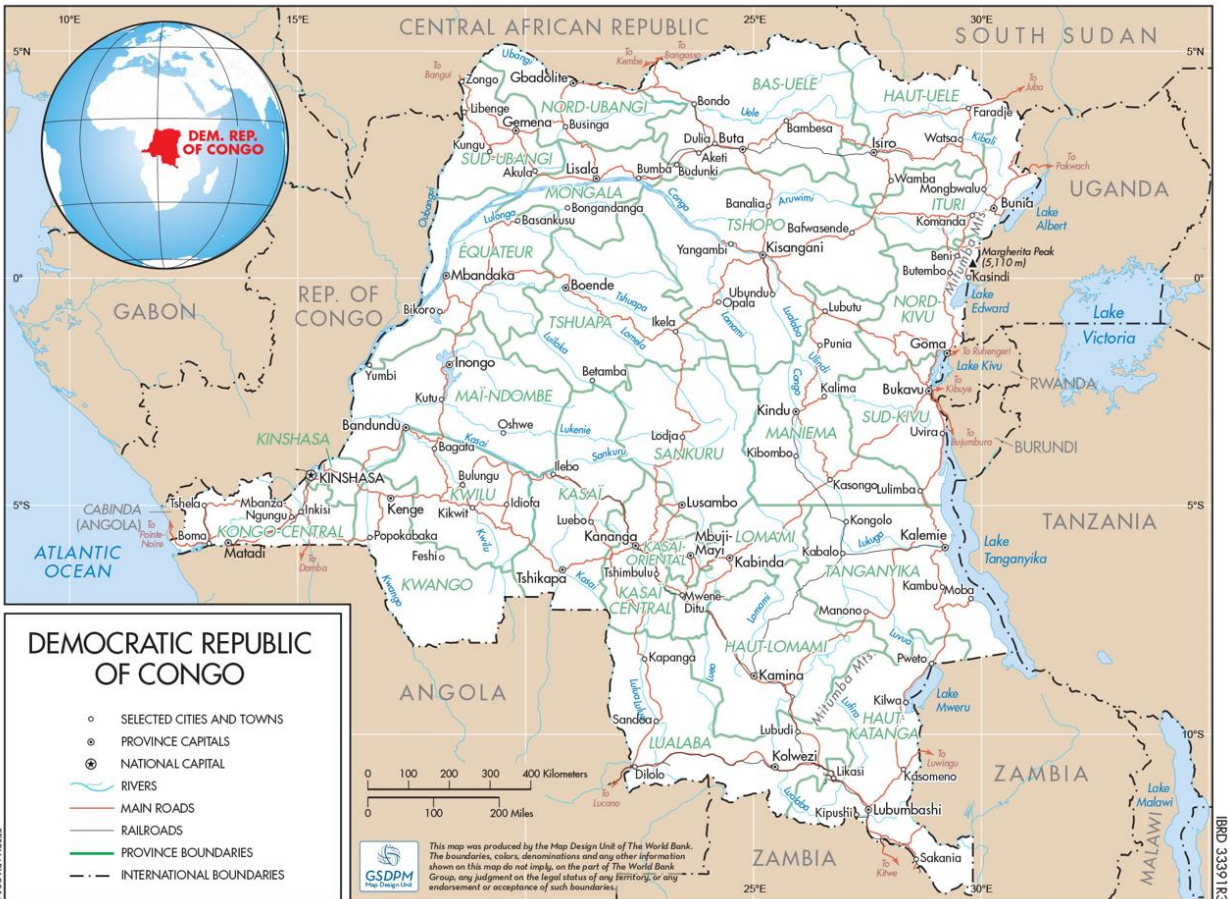 10°E
15°E
30°E
5°N
5°N
0°
0°
5°S
5°S
10°S
10°S
25°E
30°E
CENTRAL AFRICAN REPUBLIC
SOUTH SUDAN
UGANDA
RWANDA
BURUNDI
TANZANIA
ZAMBIA
ZAMBIA
MALAWI
ANGOLA
CABINDA
(ANGOLA)
REP. OF
CONGO
GABON
ATLANTIC
OCEAN
DEM. REP.
OF CONGO
To
Bangui
To
Kembe
To
Bangassa
To
Juba
To
Pakwach
To Ruhengeri
To
Kibuye
To
Bujumbura
To
Luwingu
To
Kitwe
To
Lucano
To
Damba
To
Pointe-
Noire
Ubangi
Zongo
Gbadolite
Libenge
NORD-UBANGI
Gemena
Businga
Kungu
SUD-UBANGI
Akula
Lisala
Bumba
Budunki
MONGALA
Bondo
BAS-UELE
HAUT-UELE
Uele
Dulia
Buta
Bambesa
Aketi
Isiro
Watsa
Faradje
Kibali
Wamba
Mongbwalu
ITURI
Bunia
Komanda
Lake
Albert
Oubangui
Lulonga
Basankusu
Bongandanga
Congo
Banalia
Aruwimi
TSHOPO
Bafwasende
Yangambi
Kisangani
Mitumba Mts.
Margherita Peak
(5,110 m)
Beni
Butembo
Kasindi
Lake
Edward
ÉQUATEUR
Mbandaka
Boende
Bikoro
Tshuapa
TSHUAPA
Ikela
Lomela
Luilaka
Ubundu
Opala
Lomami
Lualaba
Lubutu
NORD-
KIVU
Goma
Lake Kivu
Lake
Victoria
Punia
Ulindi
Congo
Kalima
Bukavu
SUD-KIVU
Uvira
Kindu
MANIEMA
Kibombo
Yumbi
Inongo
Kutu
MAÏ-NDOMBE
Betamba
Bandundu
Oshwe
Lukenie
Lodja
SANKURU
Sankuru
Kasai
Bagata
KINSHASA
KINSHASA
Bulungu
Ilebo
KWILU
Idiofa
KASAÏ
Kikwit
Kenge
Lusambo
Kasongo
Lulimba
Tshela
Mbanza-
Ngungu
Inkisi
KONGO-CENTRAL
Boma
Matadi
Popokabaka
Feshi
KWANGO
Kwango
Kwilu
Luebo
Kananga
KASAÏ-
ORIENTAL
Mbuji-
Mayi
LOMAMI
Kabinda
Kongolo
Lukuga
Kabalo
Kalemie
TANGANYIKA
Lake
Tanganyika
Tshikapa
Kasai
Tshimbulu
KASAÏ
CENTRAL
Mwene-
Ditu
Lomami
Kambu
Moba
Manono
HAUT-LOMAMI
Luvua
Pweto
Kapanga
Lulua
Kamina
Mitumba Mts.
Lufira
Kilwa
Lake
Mweru
HAUT-
KATANGA
Sandoa
Lubudi
LUALABA
Kolwezi
Likasi
Kasomeno
Dilolo
Lualaba
Kipushi
Lubumbashi
Sakania
Lake
Malawi
DEMOCRATIC REPUBLIC
OF CONGO
SELECTED CITIES AND TOWNS
PROVINCE CAPITALS
NATIONAL CAPITAL
RIVERS
MAIN ROADS
RAILROADS
PROVINCE BOUNDARIES
INTERNATIONAL BOUNDARIES
0 100 200 300 400 Kilometers
0 100 200 Miles
GSDPM
Map Design Unit
This map was produced by the Map Design Unit of The World Bank.
The boundaries, colors, denominations and any other information
shown on this map do not imply, on the part of The World Bank
Group, any judgment on the legal status of any territory, or any
endorsement or acceptance of such boundaries.